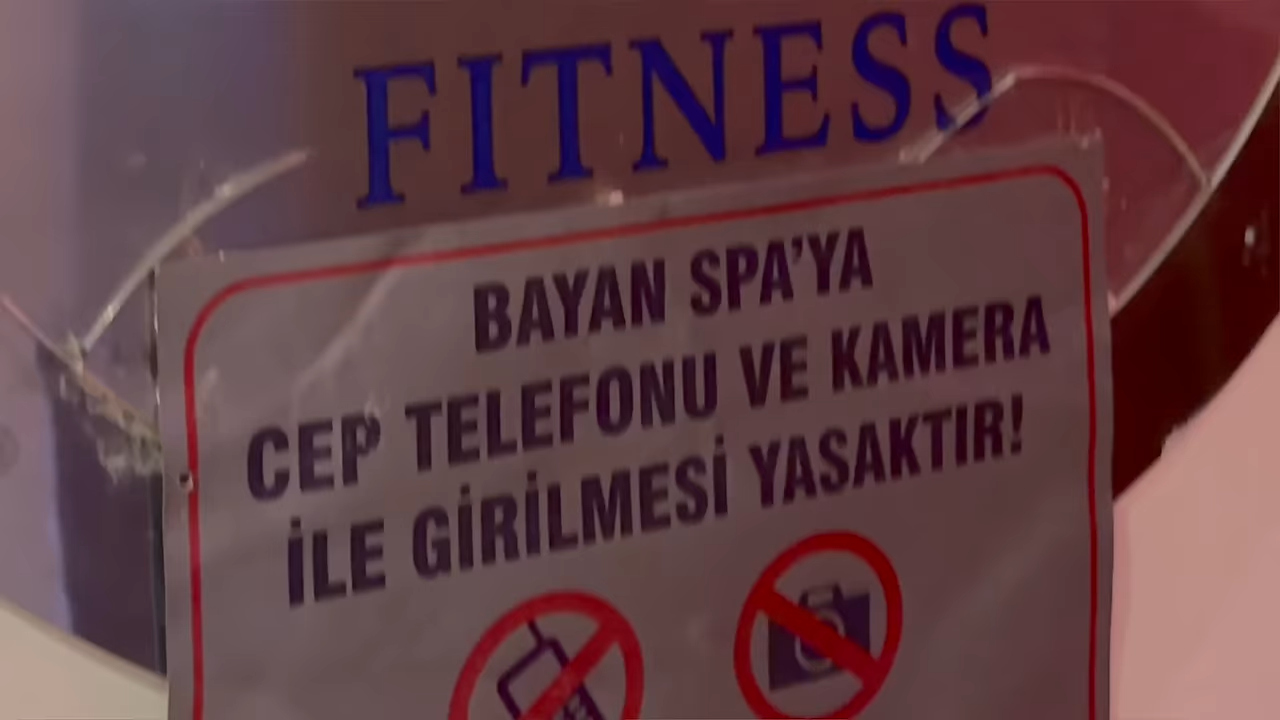 FITNESS
BAYAN SPA'YA
CEP TELEFONU VE KAMERA
İLE GİRİLMESİ YASAKTIR!